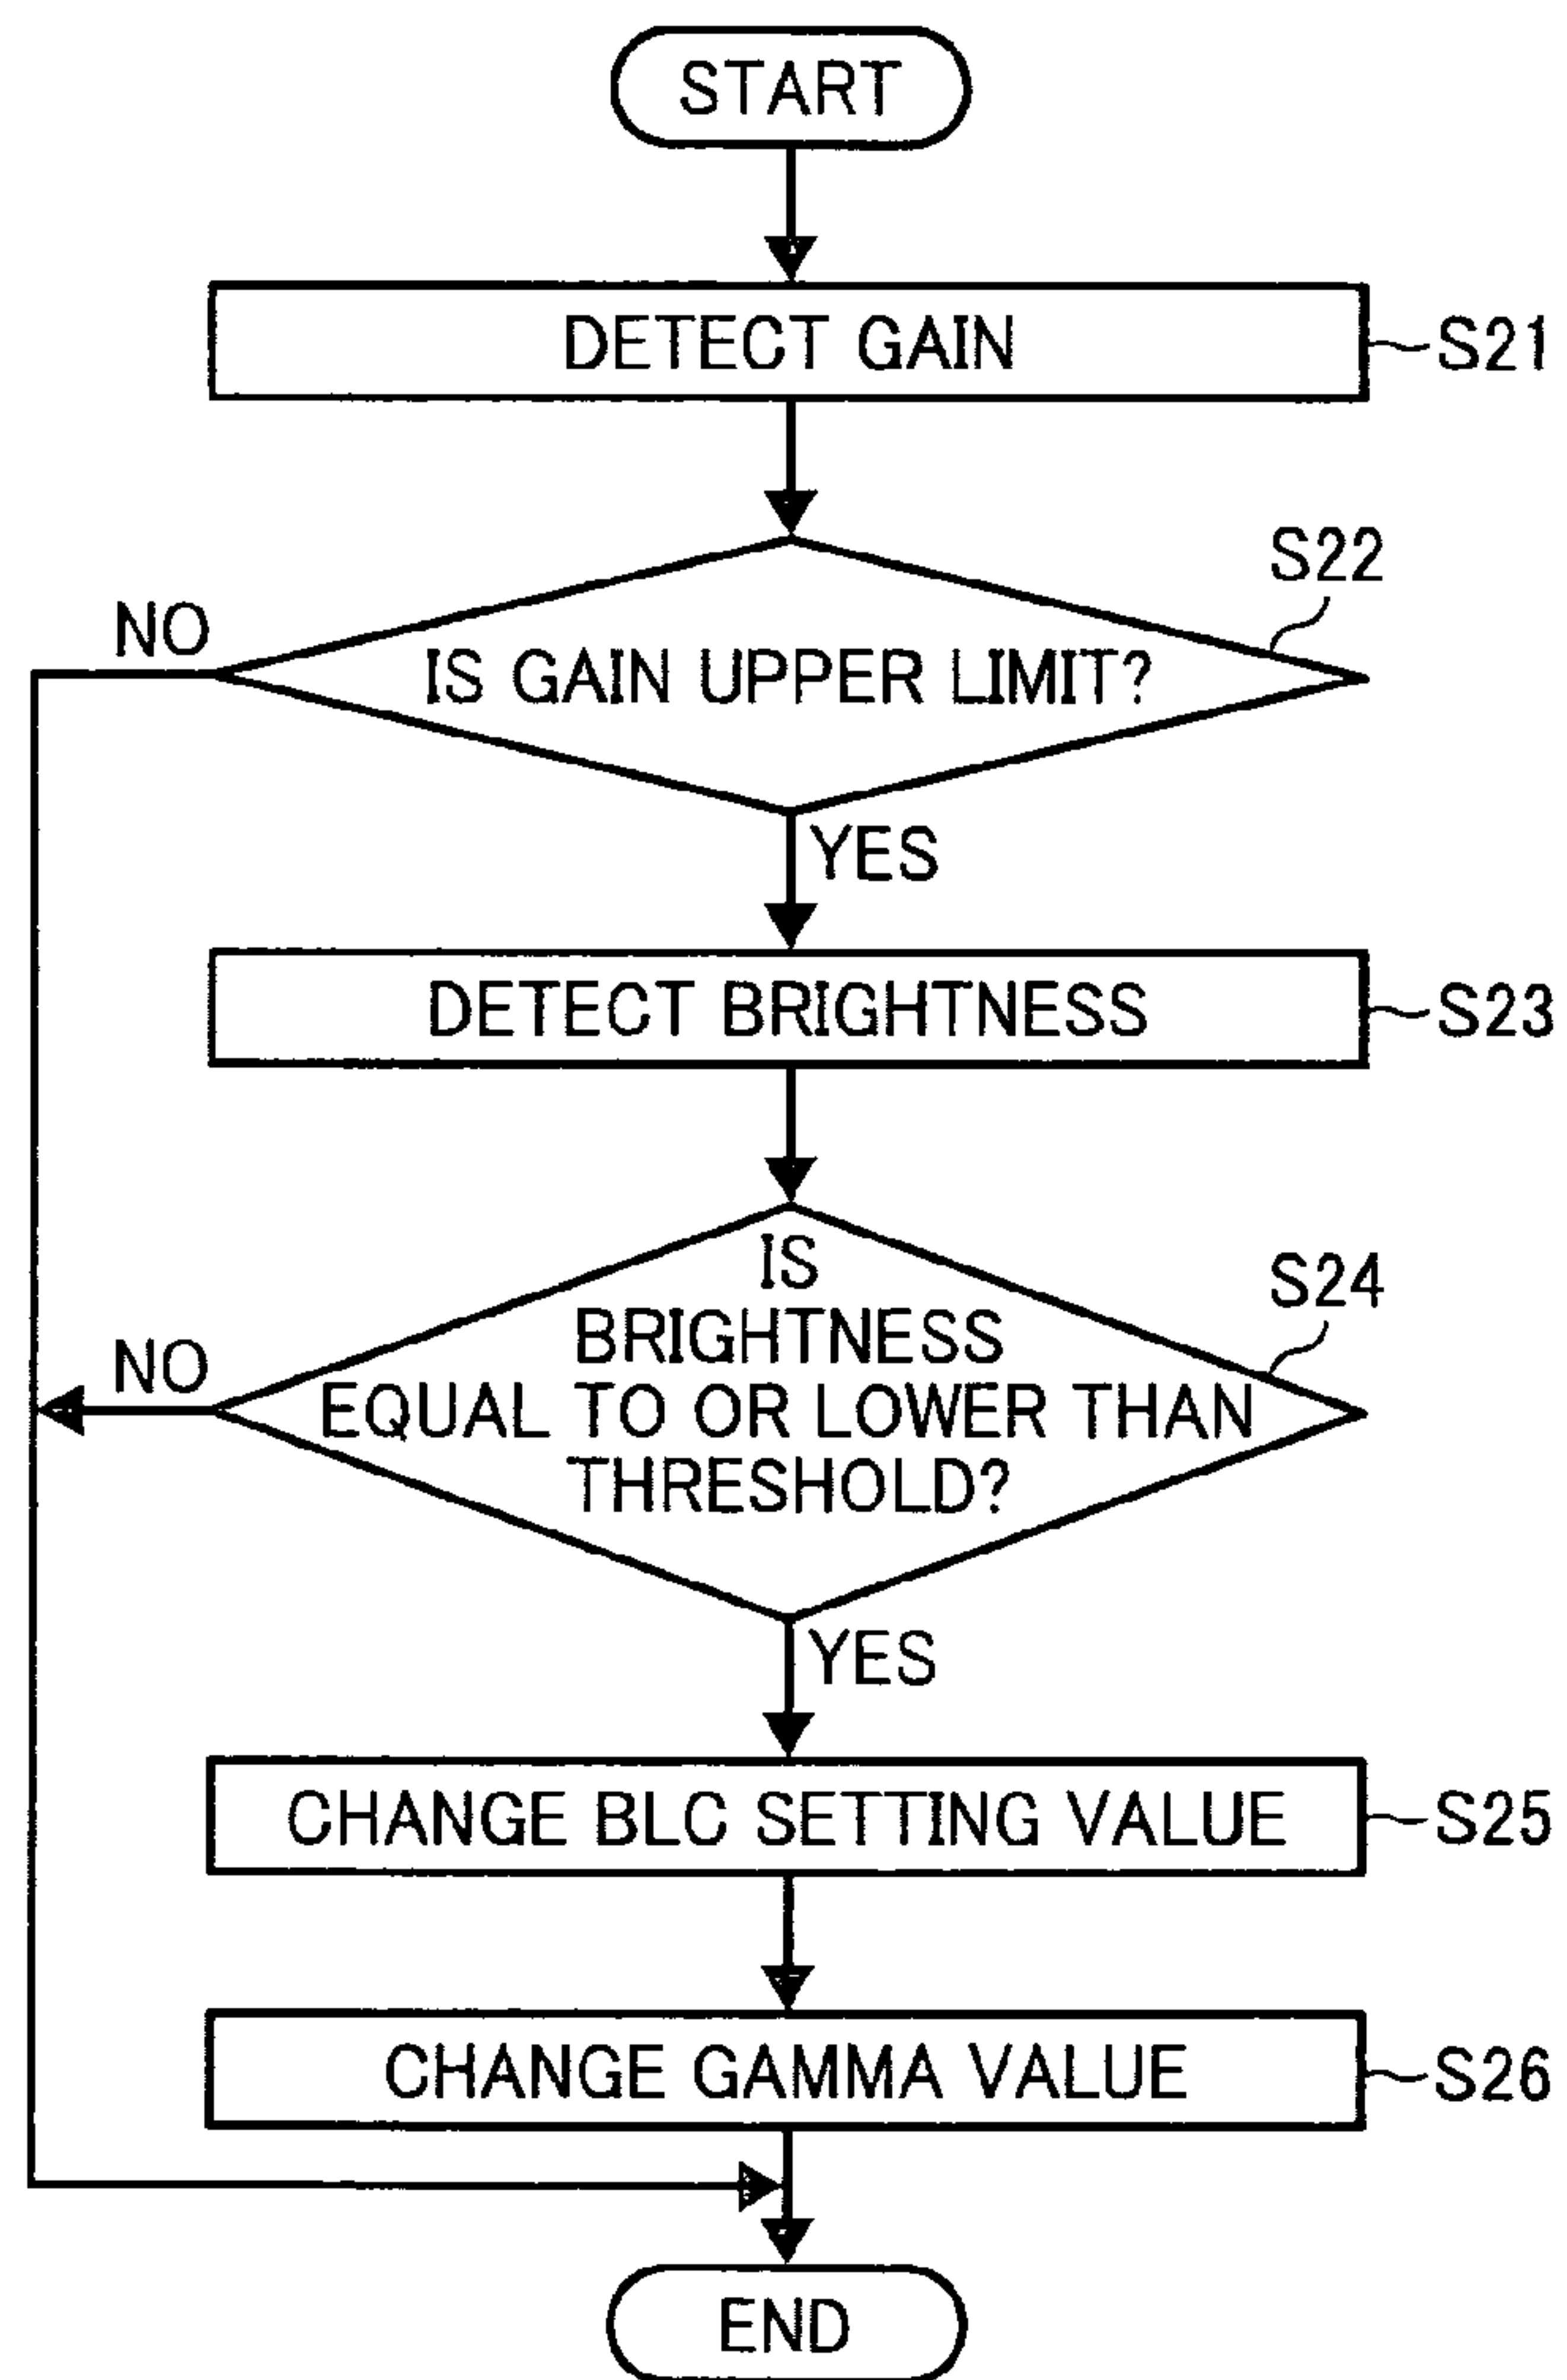 START
DETECT GAIN
S21
S22
NO
IS GAIN UPPER LIMIT?
YES
DETECT BRIGHTNESS
S23
IS
BRIGHTNESS
EQUAL TO OR LOWER THAN
THRESHOLD?
S24
NO
YES
CHANGE BLC SETTING VALUE
S25
CHANGE GAMMA VALUE
S26
END